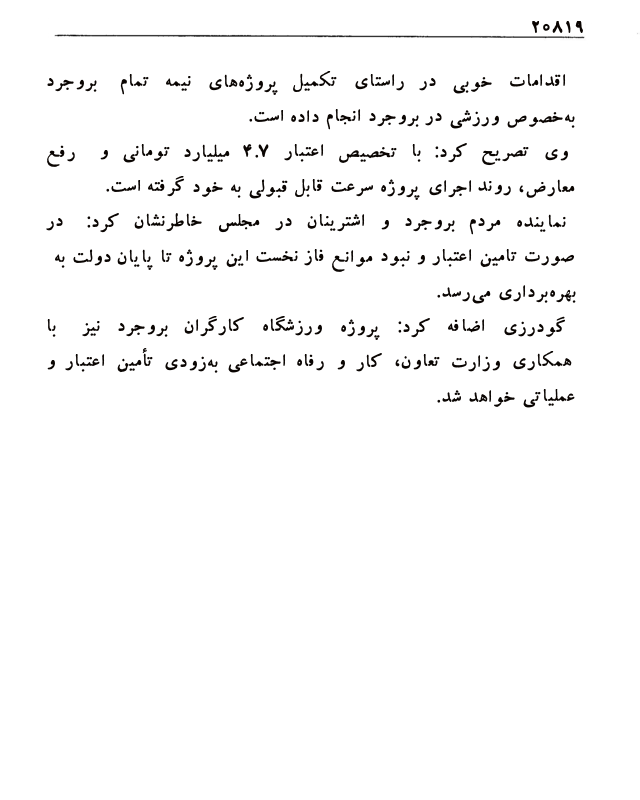 ۲۰۸۱۹
اقدامات خوبی در راستای تکمیل پروژه‌های نیمه تمام بروجرد
به‌خصوص ورزشی در بروجرد انجام داده است.
وی تصریح کرد: با تخصیص اعتبار ۴.۷ میلیارد تومانی و رفع
معارض، روند اجرای پروژه سرعت قابل قبولی به خود گرفته است.
نماینده مردم بروجرد و اشترینان در مجلس خاطرنشان کرد: در
صورت تامین اعتبار و نبود موانع فاز نخست این پروژه تا پایان دولت به
بهره‌برداری می‌رسد.
گودرزی اضافه کرد: پروژه ورزشگاه کارگران بروجرد نیز با
همکاری وزارت تعاون، کار و رفاه اجتماعی به‌زودی تأمین اعتبار و
عملیاتی خواهد شد.